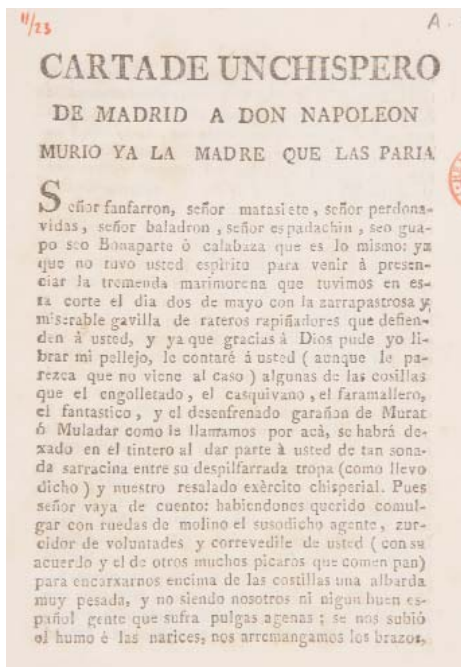 11/23
A.
CARTA DE UN CHISPERO
DE MADRID A DON NAPOLEON
MURIO YA LA MADRE QUE LAS PARIA
Señor fanfarron, señor matasiete, señor perdona-
vidas, señor baladron, señor espadachin, seo gua-
po seo Bonaparte ò calabaza que es lo mismo: ya
que no tuvo usted espiritu para venir á presen-
ciar la tremenda marimorena que tuvimos en es-
ta corte el dia dos de mayo con la zarrapastrosa y
miserable gavilla de rateros rapiñadores que defien-
den á usted, y ya que gracias á Dios pude yo li-
brar mi pellejo, le contaré á usted (aunque le pa-
rezca que no viene al caso) algunas de las cosillas
que el engolletado, el casquivano, el faramallero,
el fantastico, y el desenfrenado garañon de Murat
ó Muladar como le llamamos por acá, se habrá de-
xado en el tintero al dar parte à usted de tan sona-
da sarracina entre su despilfarrada tropa (como llevo
dicho) y nuestro resalado exèrcito chisperial. Pues
señor vaya de cuento: habiendonos querido comul-
gar con ruedas de molino el susodicho agente, zur-
cidor de voluntades y correvedile de usted (con su
acuerdo y el de otros muchos picaros que comen pan)
para encarxarnos encima de las costillas una albarda
muy pesada, y no siendo nosotros ni nigun buen es-
pañol gente que sufra pulgas agenas; se nos subió
el humo é las narices, nos arremangamos los brazos,